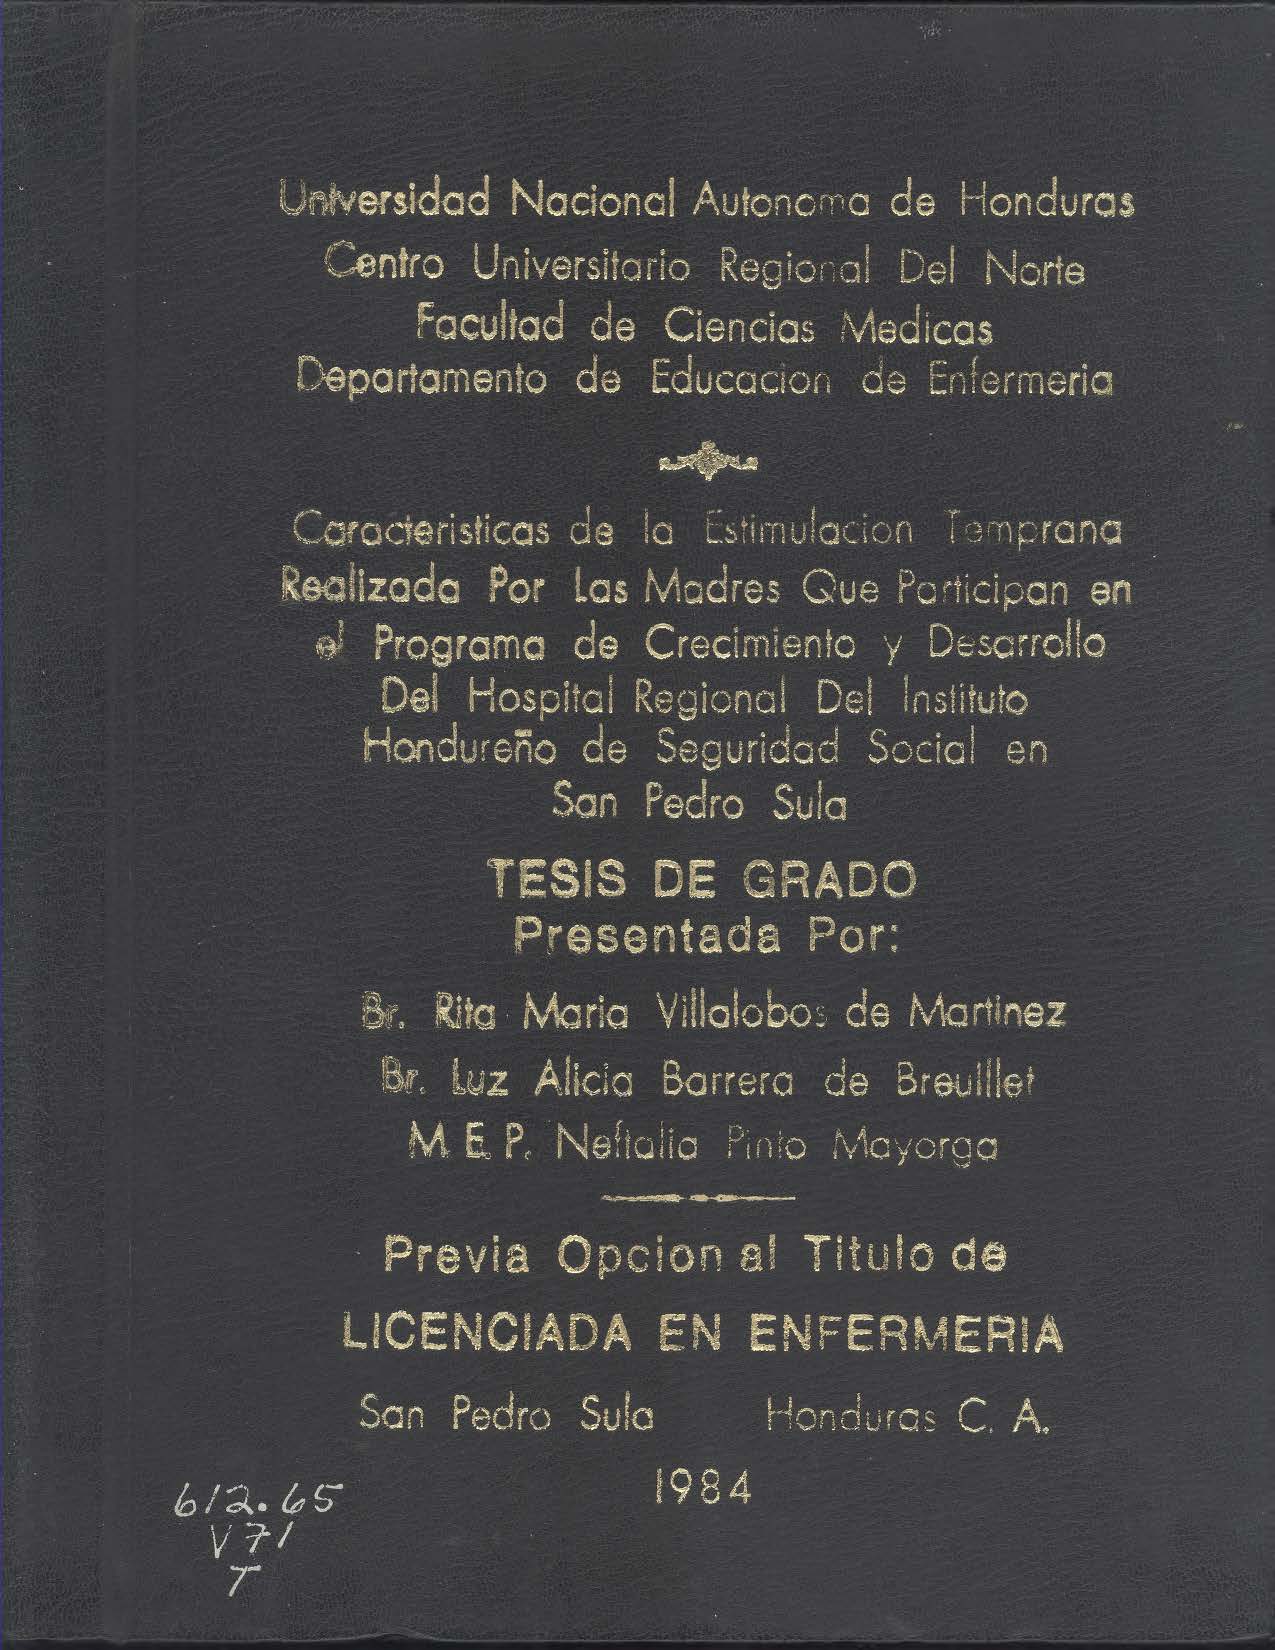 Universidad Nacional Autonoma de Honduras
Centro Universitario Regional Del Norte
Facultad de Ciencias Medicas
Departamento de Educacion de Enfermeria
Caracteristicas de la Estimulacion Temprana
Realizada Por Las Madres Que Participan en
el Programa de Crecimiento y Desarrollo
Del Hospital Regional Del Instituto
Hondureño de Seguridad Social en
San Pedro Sula
TESIS DE GRADO
Presentada Por:
Br. Rita Maria Villalobos de Martinez
Br. Luz Alicia Barrera de Breuillet
M. E. P. Neftalia Pinto Mayorga
Previa Opcion al Titulo de
LICENCIADA EN ENFERMERIA
San Pedro Sula Honduras C. A.
1984
612.65
V71
T